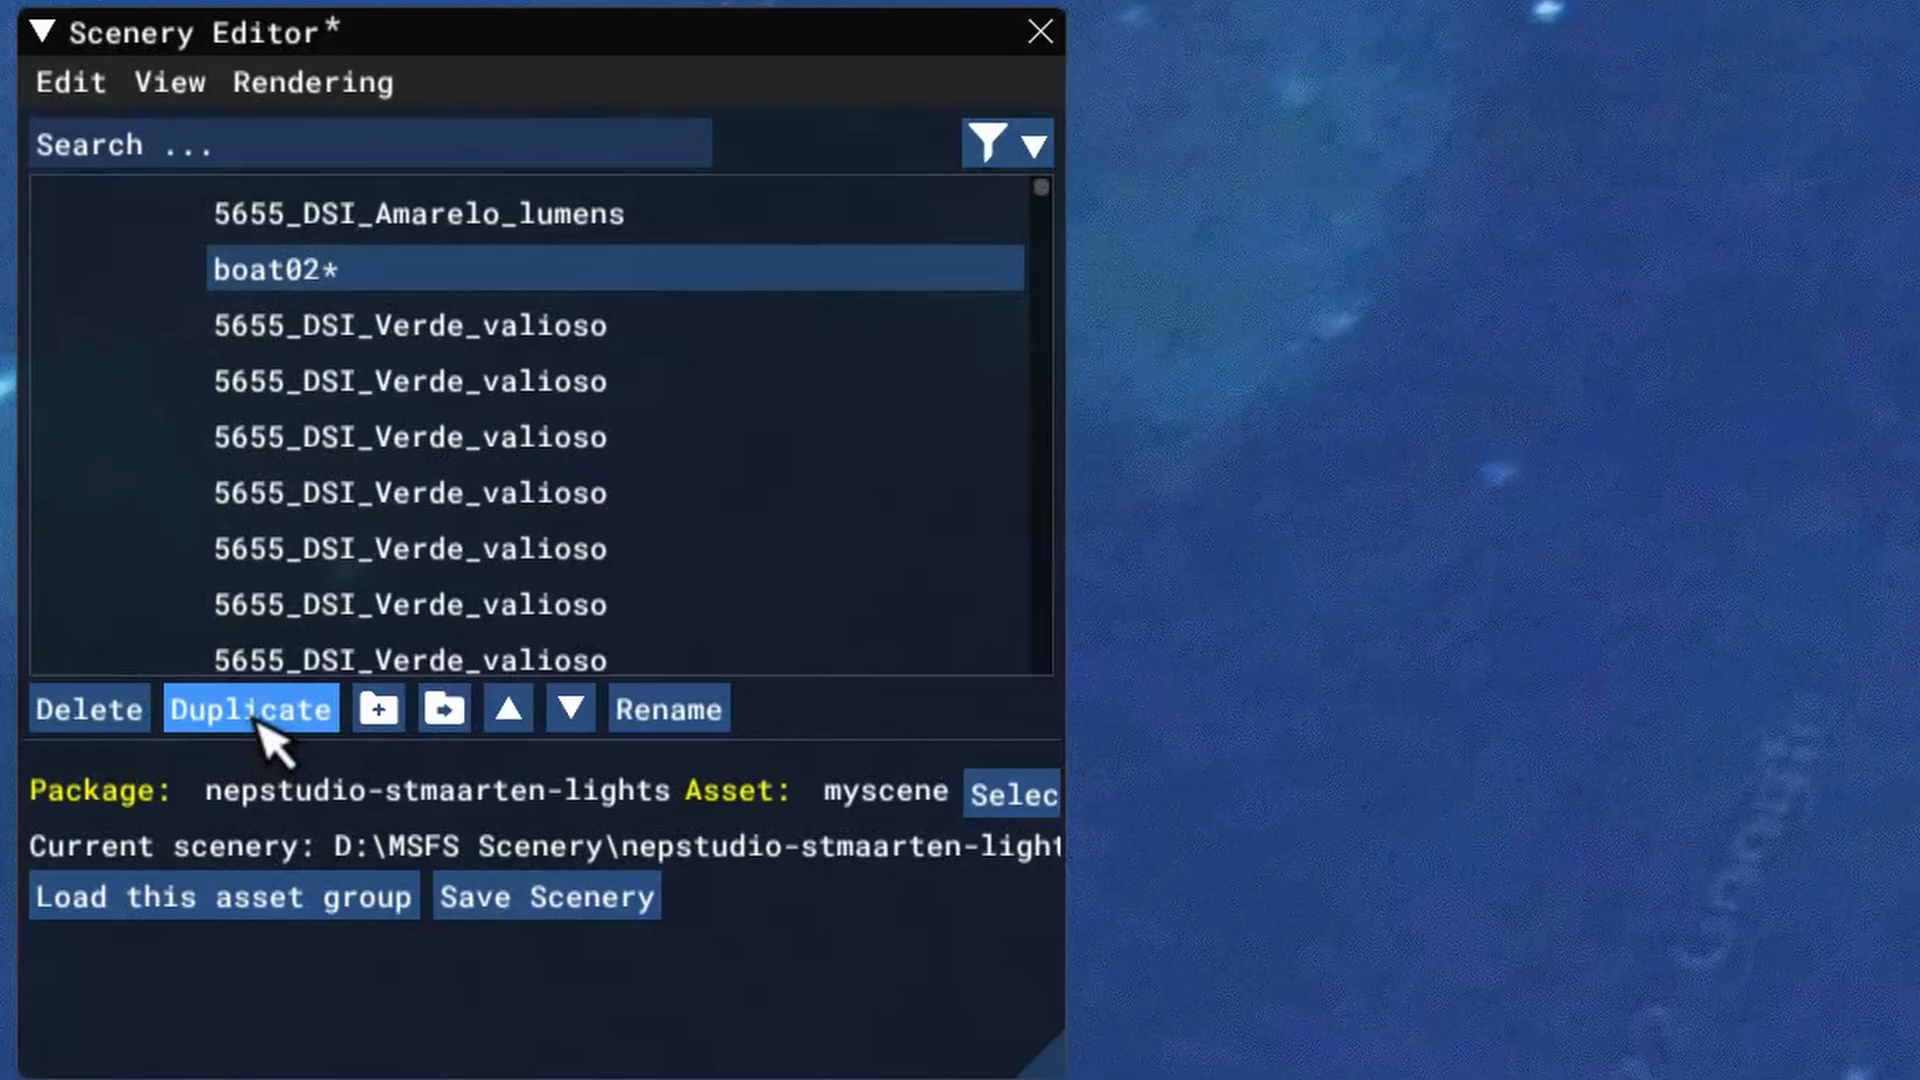 Scenery Editor*
Edit View Rendering
Search ...
5655_DSI_Amarelo_lumens
boat02*
5655_DSI_Verde_valioso
5655_DSI_Verde_valioso
5655_DSI_Verde_valioso
5655_DSI_Verde_valioso
5655_DSI_Verde_valioso
5655_DSI_Verde_valioso
5655_DSI_Verde_valioso
Delete Duplicate Rename
Package: nepstudio-stmaarten-lights Asset: myscene Selec
Current scenery: D:\MSFS Scenery\nepstudio-stmaarten-light
Load this asset group Save Scenery